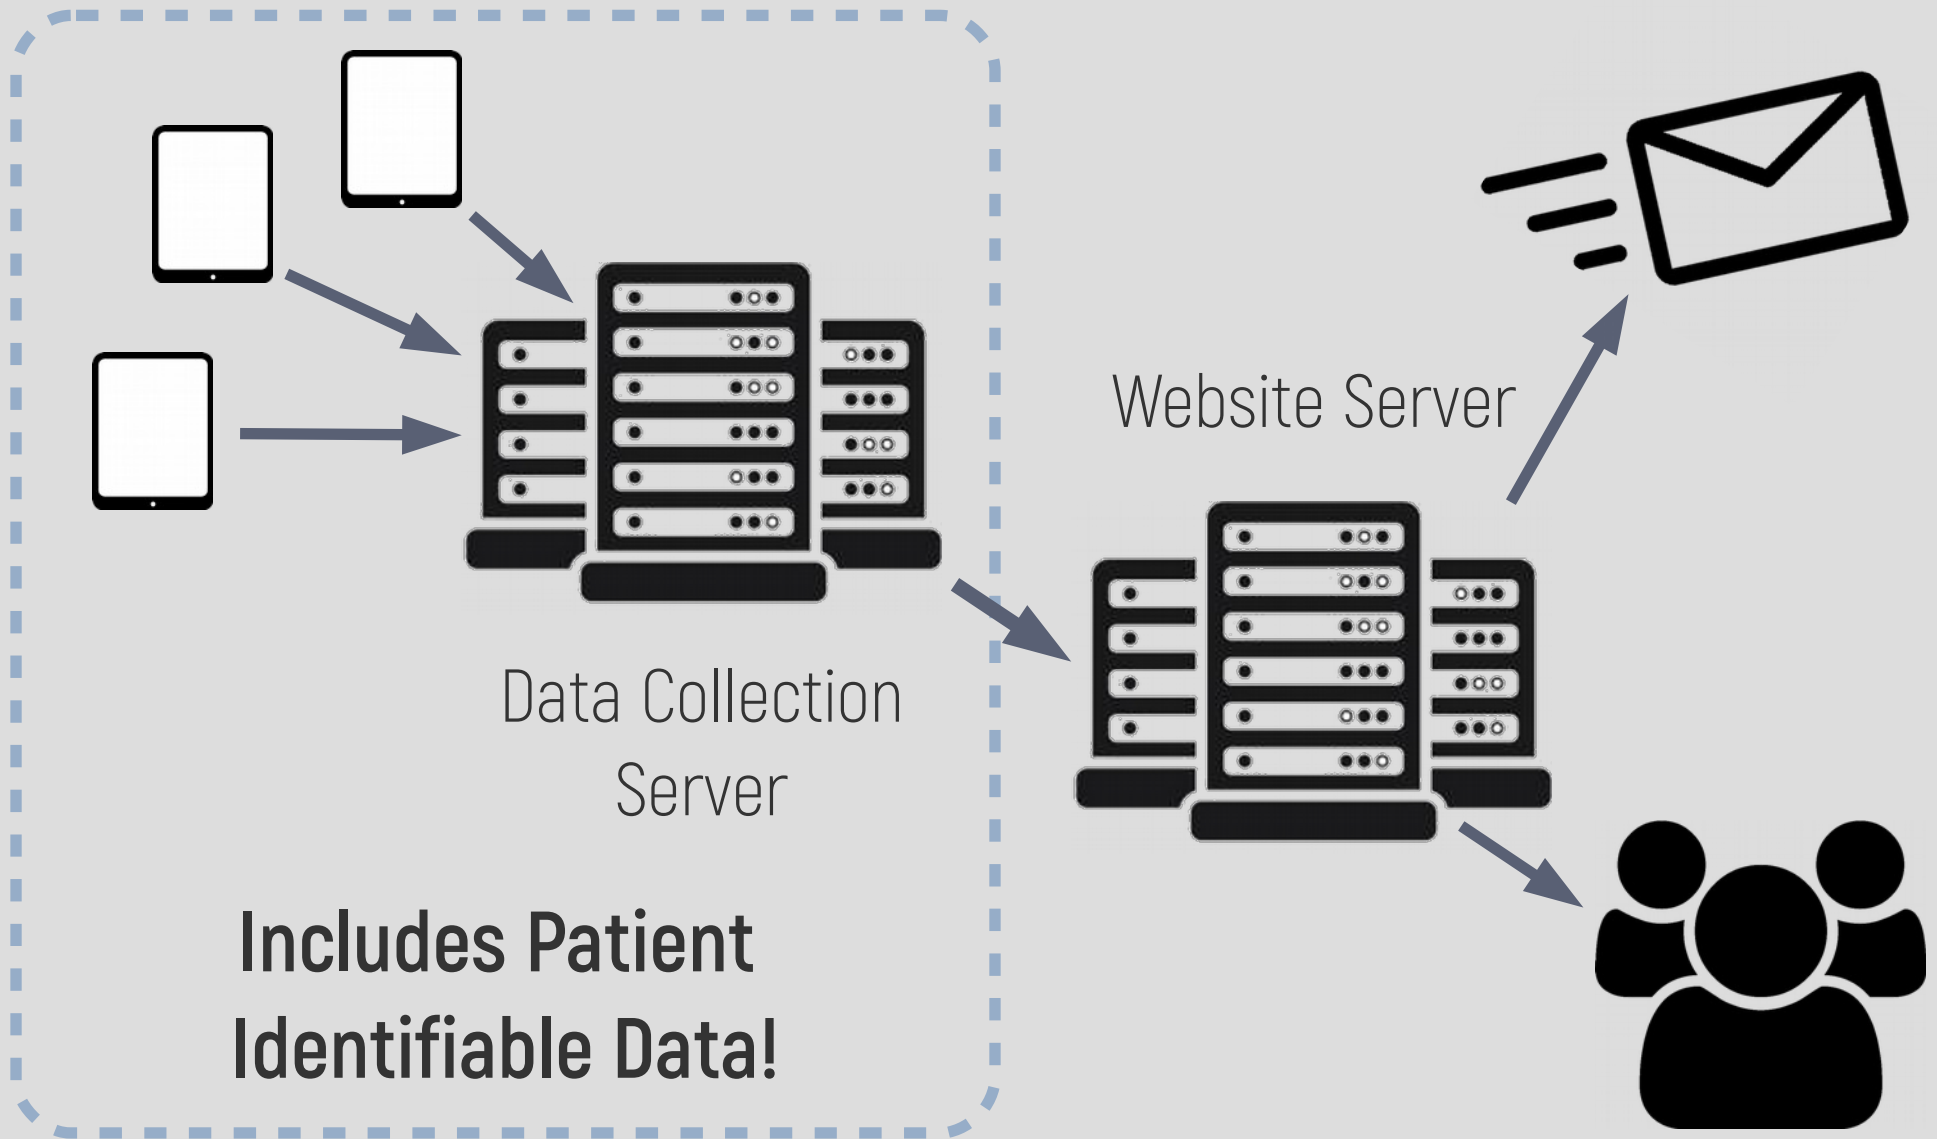 Website Server
Data Collection
Server
Includes Patient
Identifiable Data!